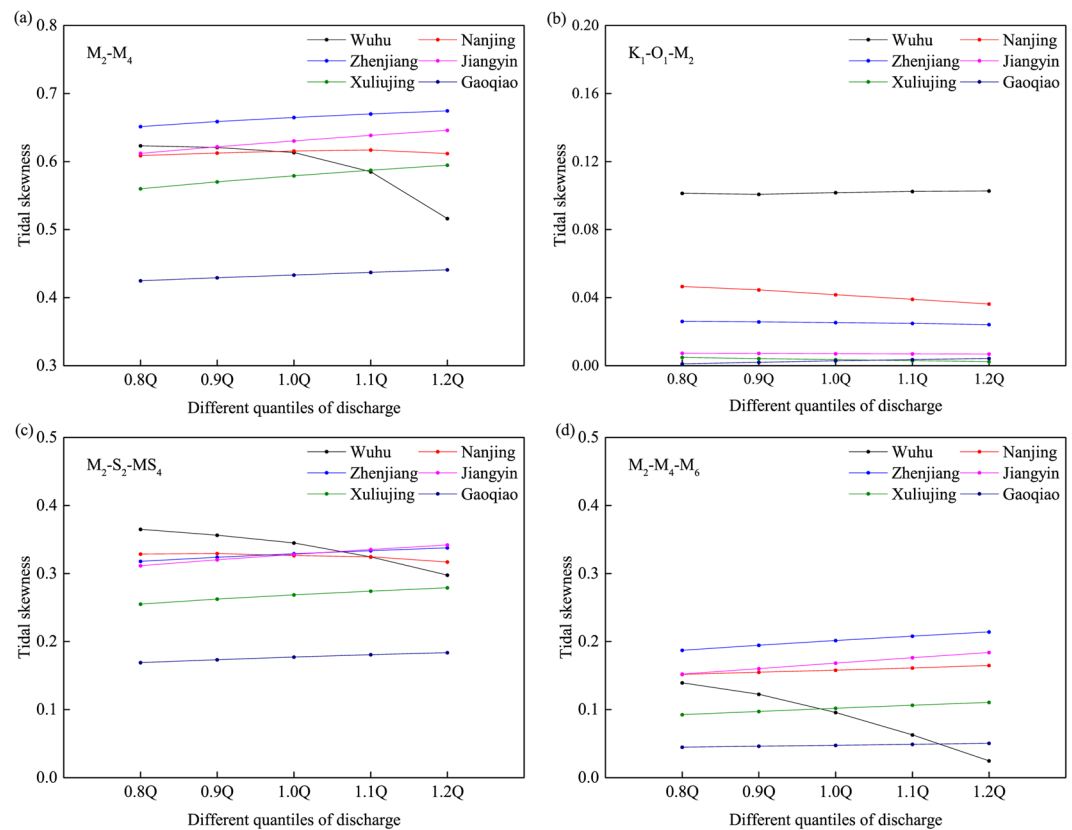 (a)
0.8
0.7
0.6
0.5
0.4
0.3
Tidal skewness
M2-M4
Wuhu Nanjing
Zhenjiang Jiangyin
Xuliujing Gaoqiao
0.8Q 0.9Q 1.0Q 1.1Q 1.2Q
Different quantiles of discharge
(b)
0.20
0.16
0.12
0.08
0.04
0.00
Tidal skewness
K1-O1-M2
Wuhu Nanjing
Zhenjiang Jiangyin
Xuliujing Gaoqiao
0.8Q 0.9Q 1.0Q 1.1Q 1.2Q
Different quantiles of discharge
(c)
0.5
0.4
0.3
0.2
0.1
0.0
Tidal skewness
M2-S2-MS4
Wuhu Nanjing
Zhenjiang Jiangyin
Xuliujing Gaoqiao
0.8Q 0.9Q 1.0Q 1.1Q 1.2Q
Different quantiles of discharge
(d)
0.5
0.4
0.3
0.2
0.1
0.0
Tidal skewness
M2-M4-M6
Wuhu Nanjing
Zhenjiang Jiangyin
Xuliujing Gaoqiao
0.8Q 0.9Q 1.0Q 1.1Q 1.2Q
Different quantiles of discharge